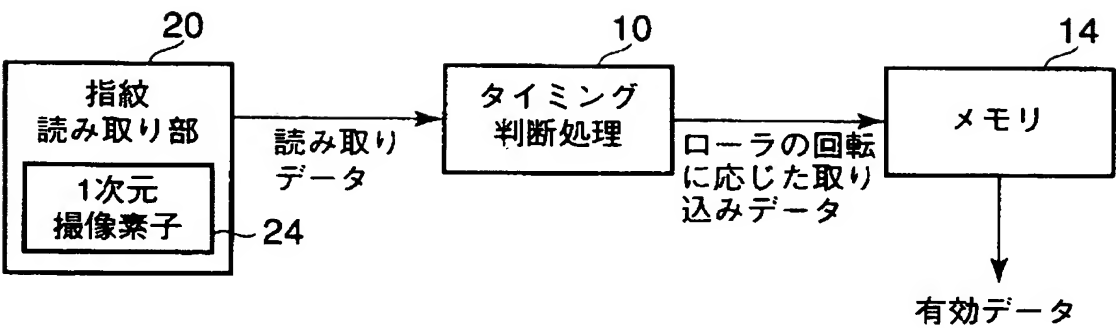 20
指紋
読み取り部
1次元
撮像素子
24
読み取り
データ
10
タイミング
判断処理
ローラの回転
に応じた取り
込みデータ
14
メモリ
有効データ